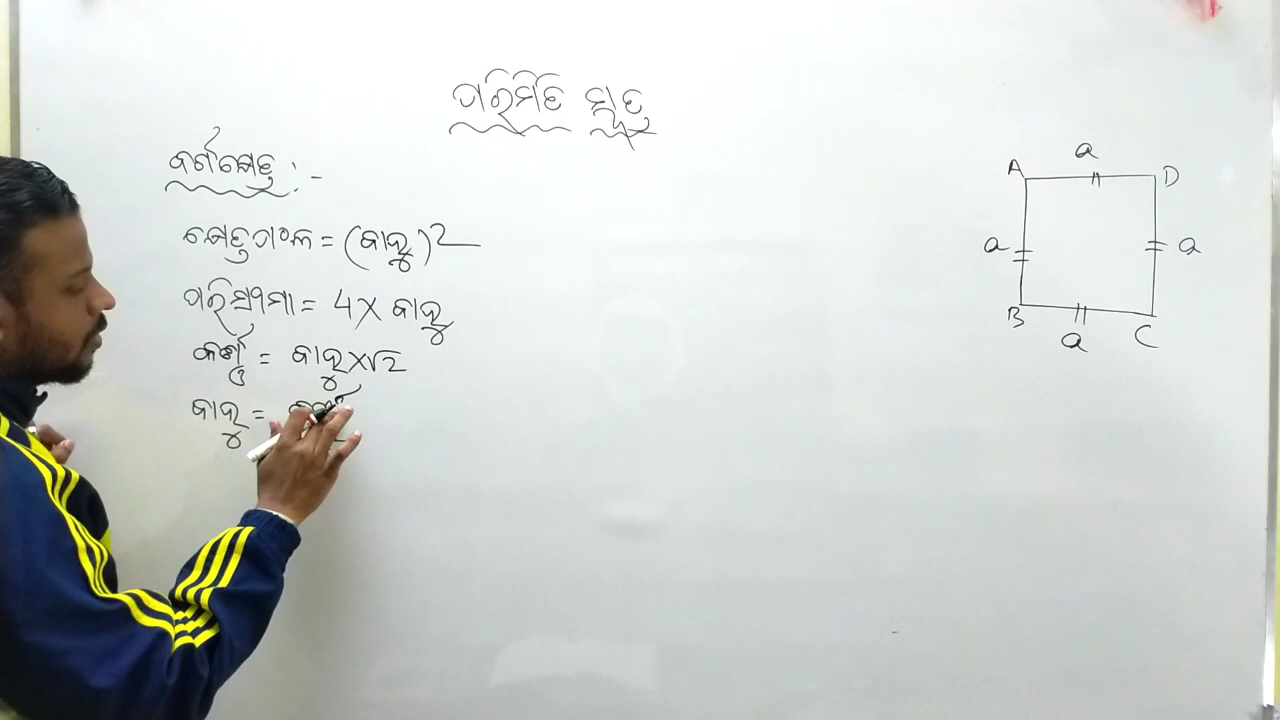 ପରିମିତି ସୂତ୍ର
ବର୍ଗକ୍ଷେତ୍ର :-
କ୍ଷେତ୍ରଫଳ = (ବାହୁ)2
ପରିସୀମା = 4 X ବାହୁ
କର୍ଣ୍ଣ = ବାହୁ X √2
ବାହୁ =
a
A D
a a
B C
a